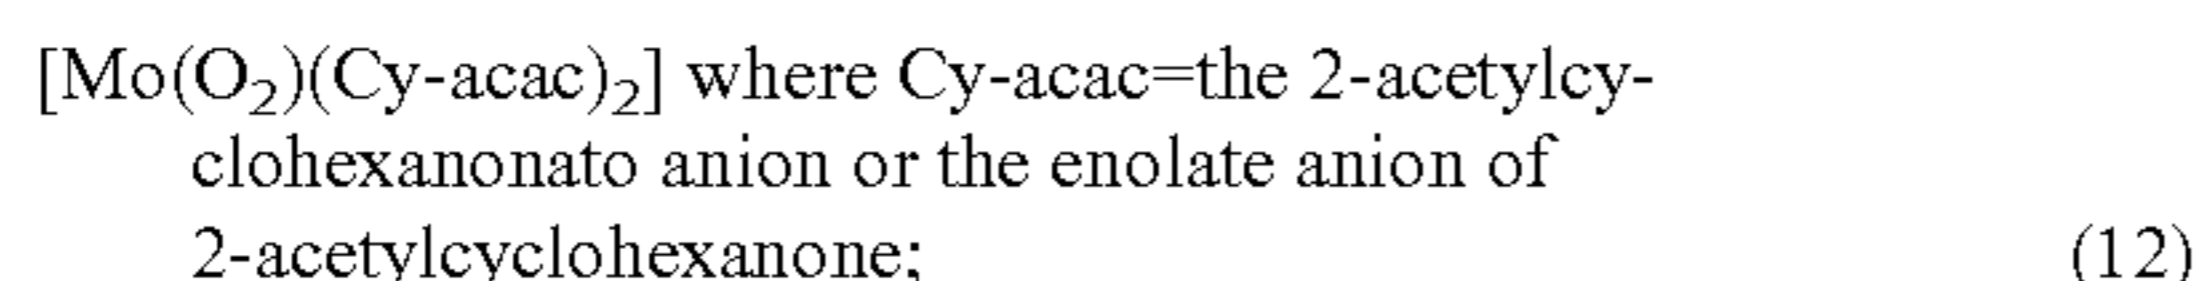 [Mo(O₂)(Cy-acac)₂] where Cy-acac=the 2-acetylcy-
clohexanonato anion or the enolate anion of
2-acetylcyclohexanone; (12)